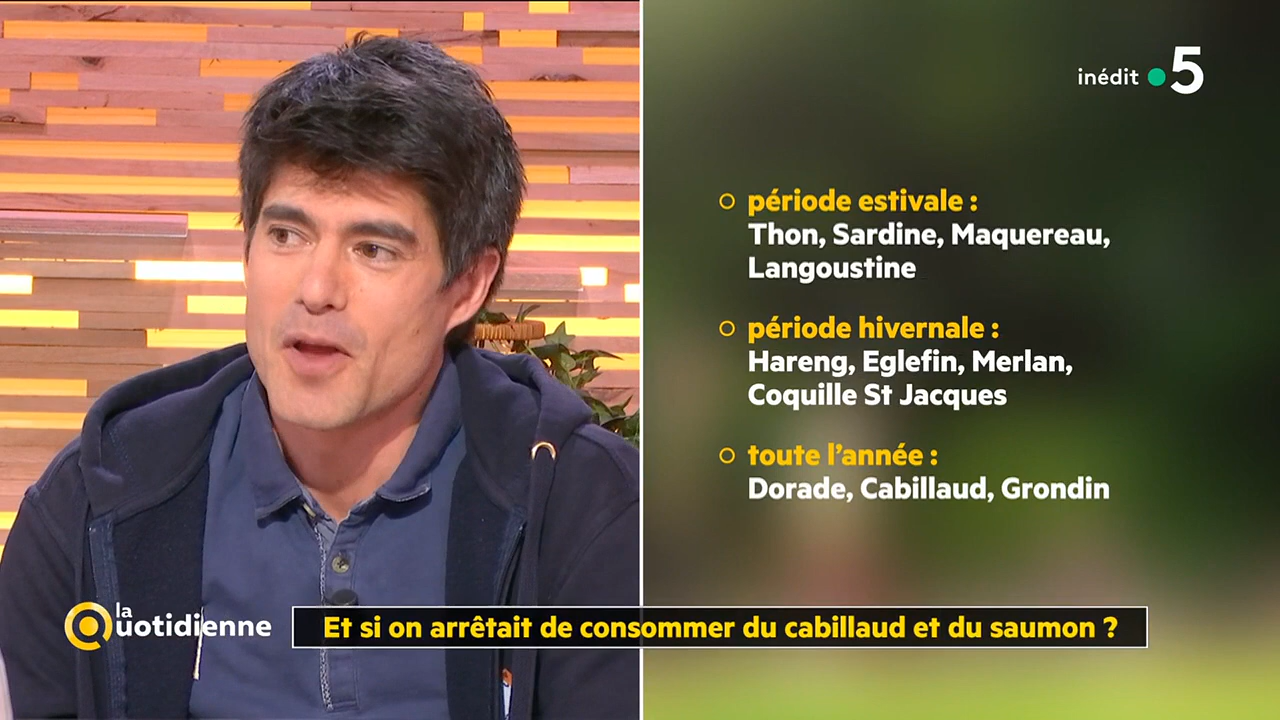 inédit 5
période estivale :
Thon, Sardine, Maquereau,
Langoustine
période hivernale :
Hareng, Eglefin, Merlan,
Coquille St Jacques
toute l'année :
Dorade, Cabillaud, Grondin
la
Quotidienne
Et si on arrêtait de consommer du cabillaud et du saumon ?